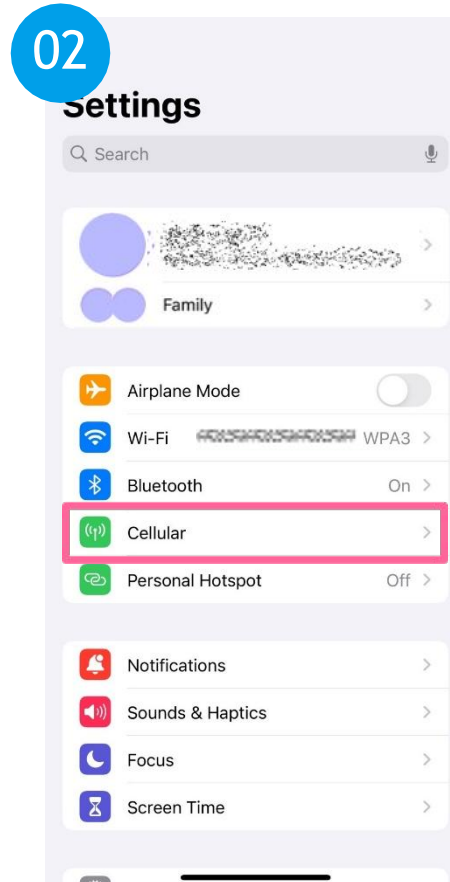 02
Settings
Search
Family
Airplane Mode
Wi-Fi WPA3
Bluetooth On
Cellular
Personal Hotspot Off
Notifications
Sounds & Haptics
Focus
Screen Time